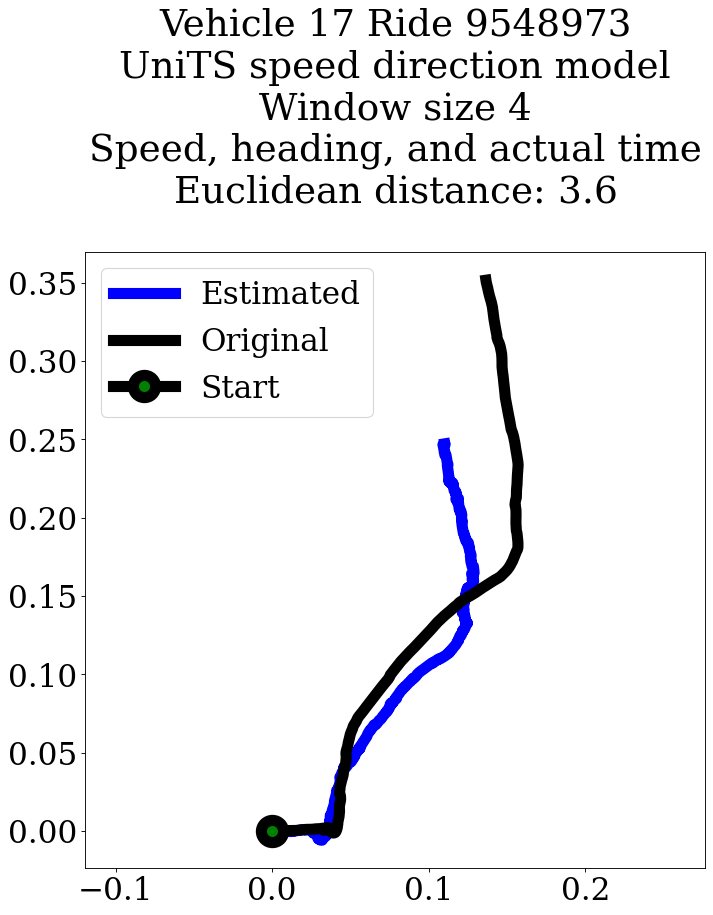 Vehicle 17 Ride 9548973
UniTS speed direction model
Window size 4
Speed, heading, and actual time
Euclidean distance: 3.6
Estimated
Original
Start
0.35
0.30
0.25
0.20
0.15
0.10
0.05
0.00
−0.1
0.0
0.1
0.2